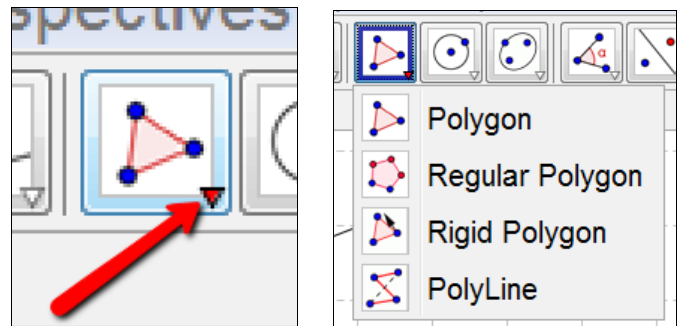 spectives
α
Polygon
Regular Polygon
Rigid Polygon
PolyLine